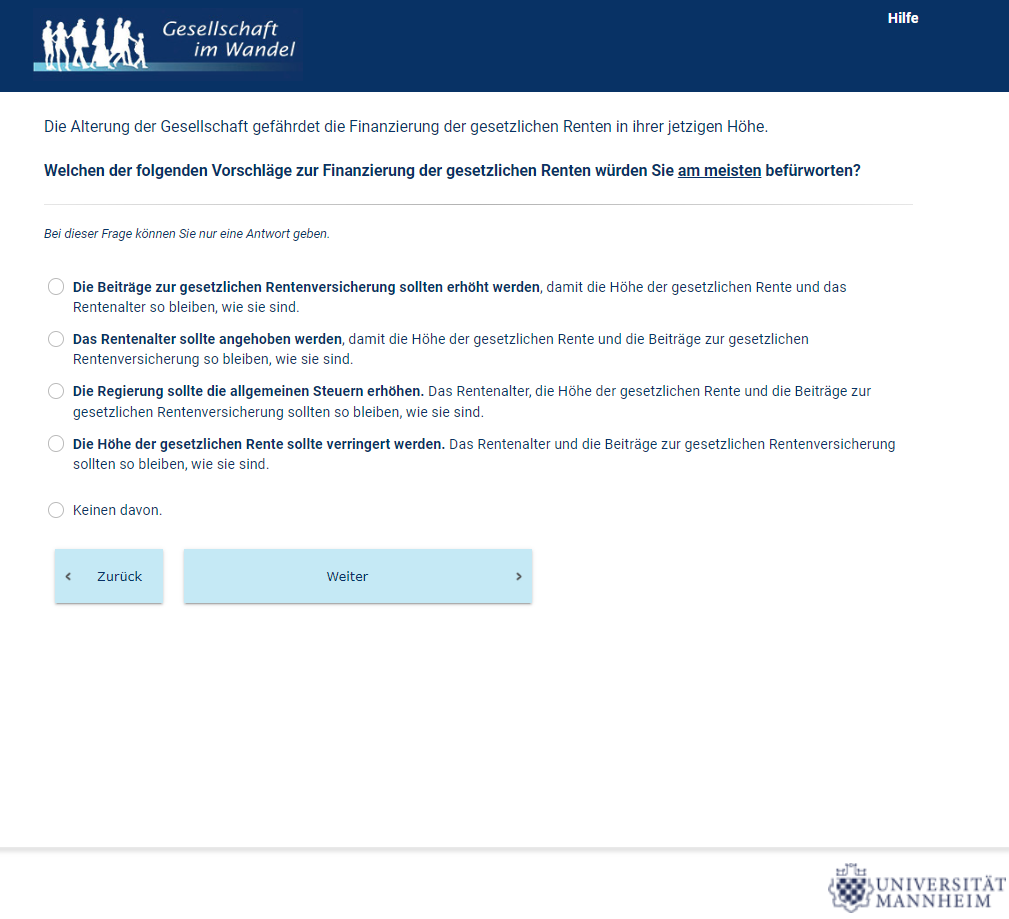 Gesellschaft
im Wandel
Hilfe
Die Alterung der Gesellschaft gefährdet die Finanzierung der gesetzlichen Renten in ihrer jetzigen Höhe.
Welchen der folgenden Vorschläge zur Finanzierung der gesetzlichen Renten würden Sie am meisten befürworten?
Bei dieser Frage können Sie nur eine Antwort geben.
Die Beiträge zur gesetzlichen Rentenversicherung sollten erhöht werden, damit die Höhe der gesetzlichen Rente und das
Rentenalter so bleiben, wie sie sind.
Das Rentenalter sollte angehoben werden, damit die Höhe der gesetzlichen Rente und die Beiträge zur gesetzlichen
Rentenversicherung so bleiben, wie sie sind.
Die Regierung sollte die allgemeinen Steuern erhöhen. Das Rentenalter, die Höhe der gesetzlichen Rente und die Beiträge zur
gesetzlichen Rentenversicherung sollten so bleiben, wie sie sind.
Die Höhe der gesetzlichen Rente sollte verringert werden. Das Rentenalter und die Beiträge zur gesetzlichen Rentenversicherung
sollten so bleiben, wie sie sind.
Keinen davon.
Zurück
Weiter
UNIVERSITÄT
MANNHEIM